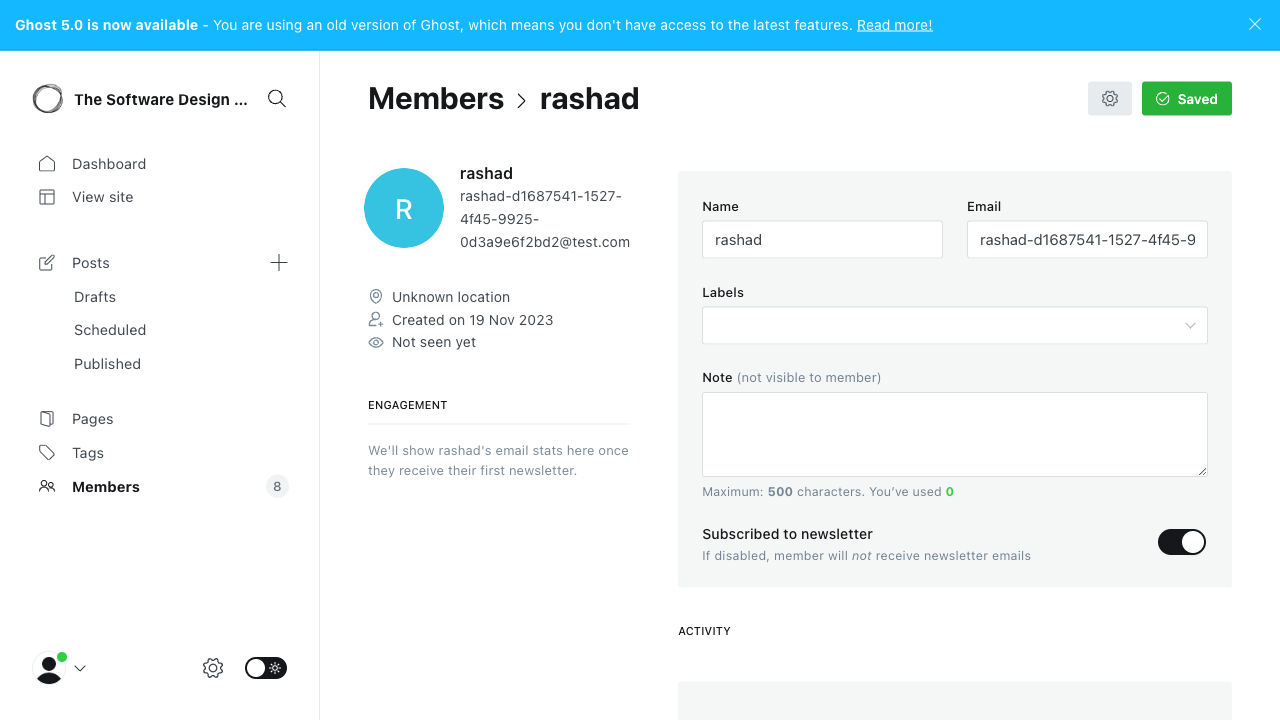 Ghost 5.0 is now available - You are using an old version of Ghost, which means you don't have access to the latest features. Read more!
The Software Design ...
Dashboard
View site
Posts
Drafts
Scheduled
Published
Pages
Tags
Members
8
Members
rashad
Saved
R
rashad
rashad-d1687541-1527-
4f45-9925-
0d3a9e6f2bd2@test.com
Unknown location
Created on 19 Nov 2023
Not seen yet
ENGAGEMENT
We'll show rashad's email stats here once
they receive their first newsletter.
Name
Email
rashad
rashad-d1687541-1527-4f45-9
Labels
Note (not visible to member)
Maximum: 500 characters. You've used 0
Subscribed to newsletter
If disabled, member will not receive newsletter emails
ACTIVITY